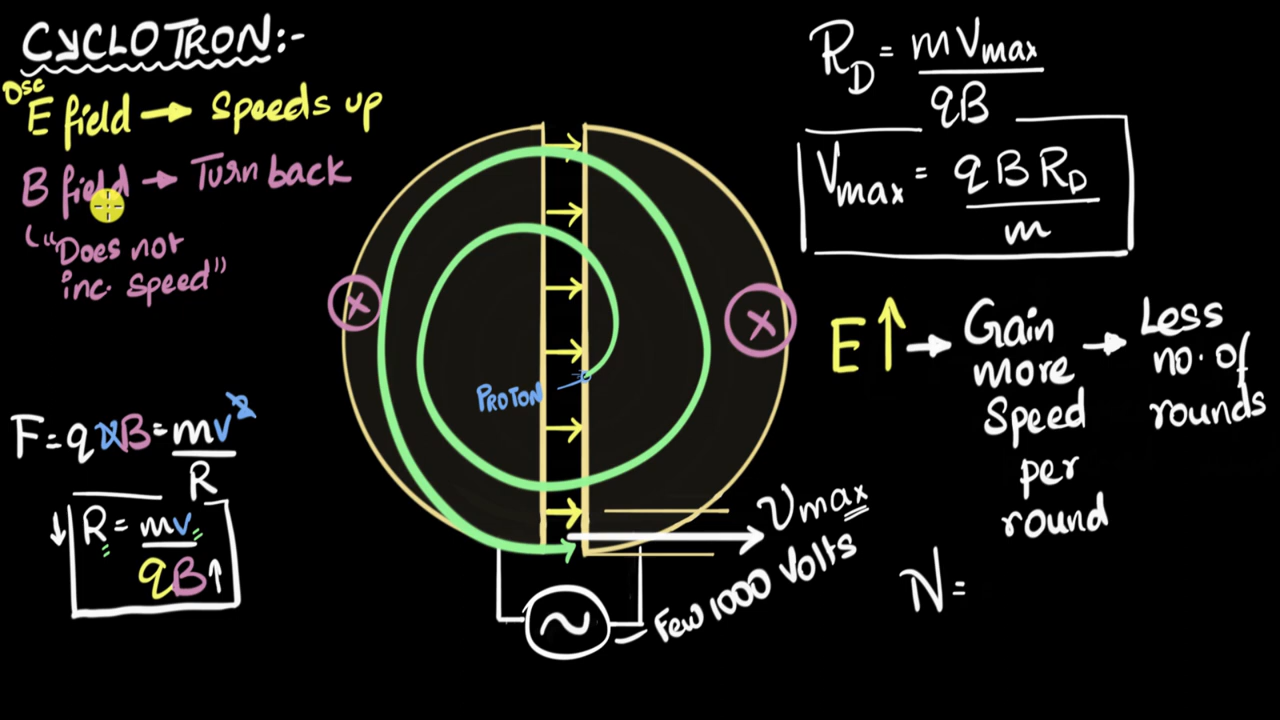 CYCLOTRON:-
Osc
E field → Speeds up
B field → Turn back
("Does not
inc. speed"
F = qvB = mv²
R
↓ R = mv
qB ↑
PROTON
Vmax
Few 1000 Volts
~
×
×
R_D = mVmax
qB
Vmax = qBR_D
m
E↑ → Gain more Speed per round → Less no. of rounds
N =